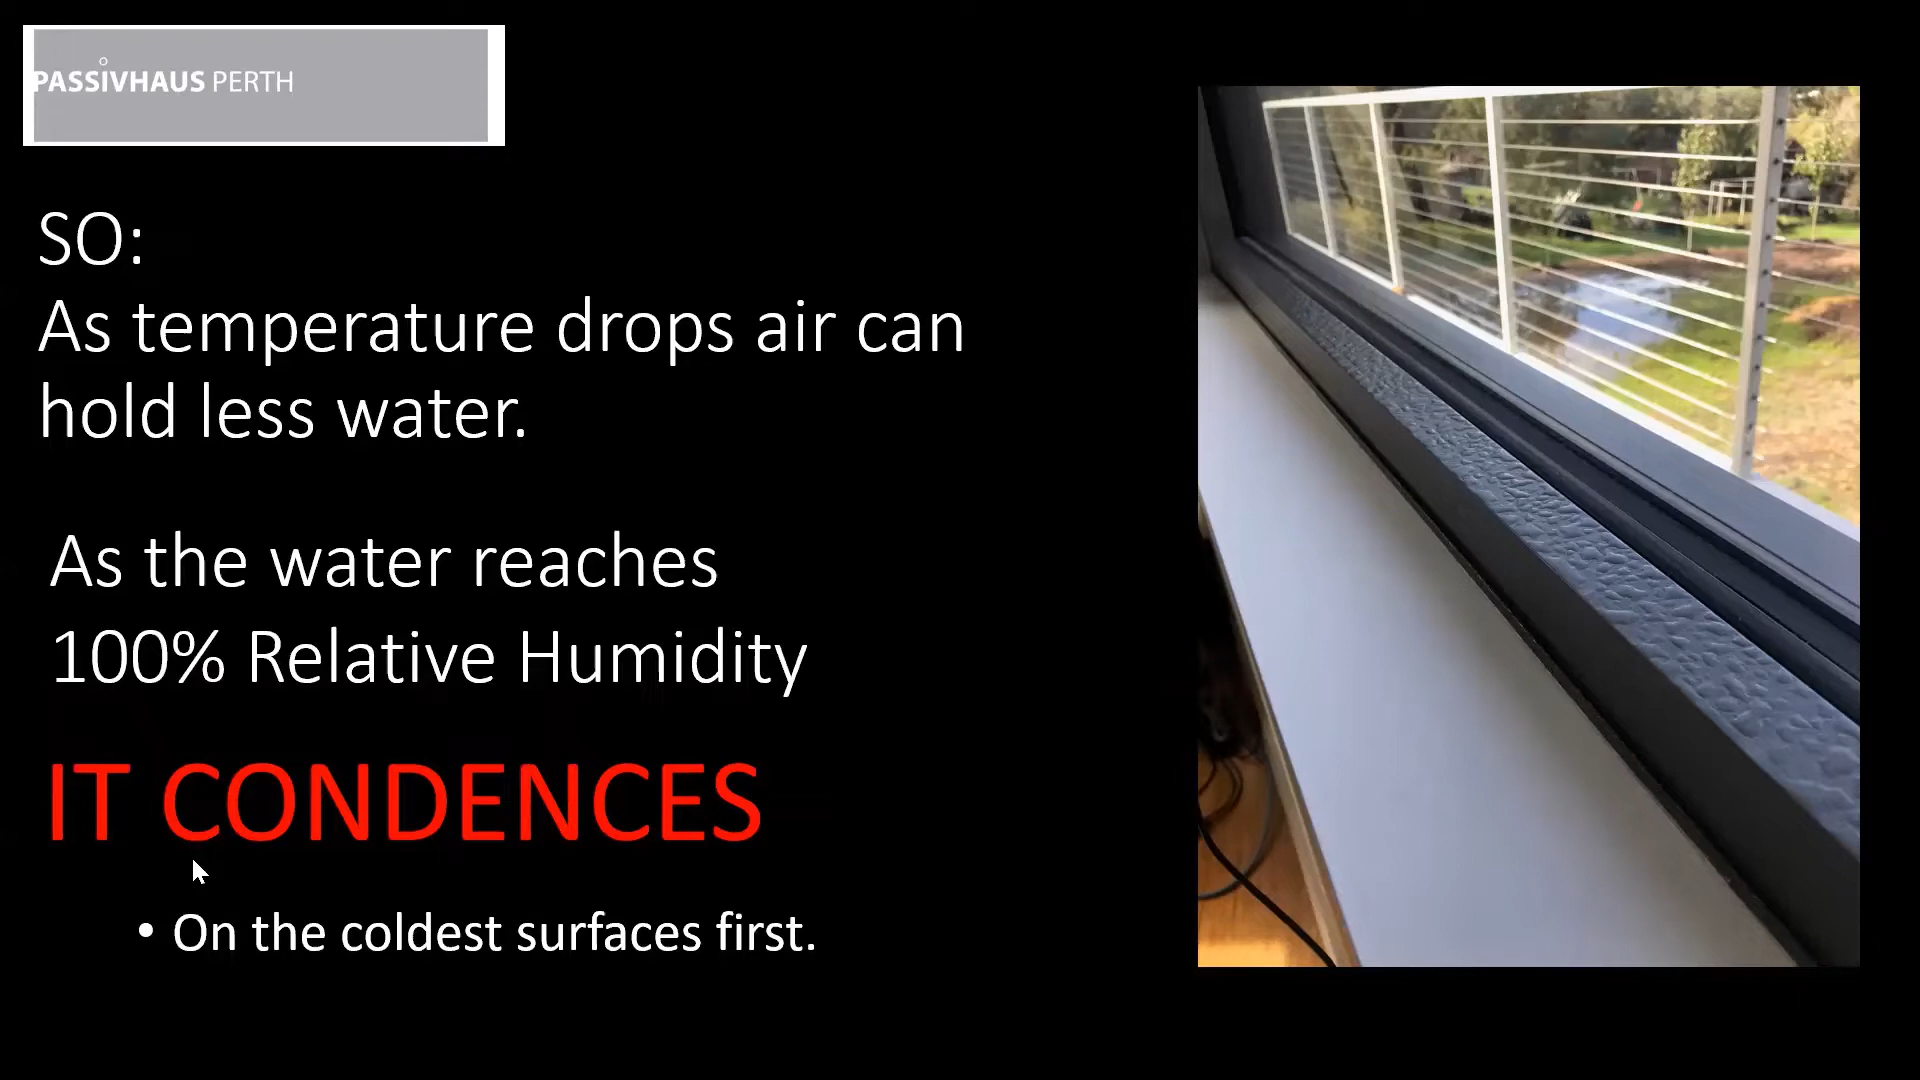 PASSIVHAUS PERTH
SO:
As temperature drops air can
hold less water.
As the water reaches
100% Relative Humidity
IT CONDENCES
• On the coldest surfaces first.